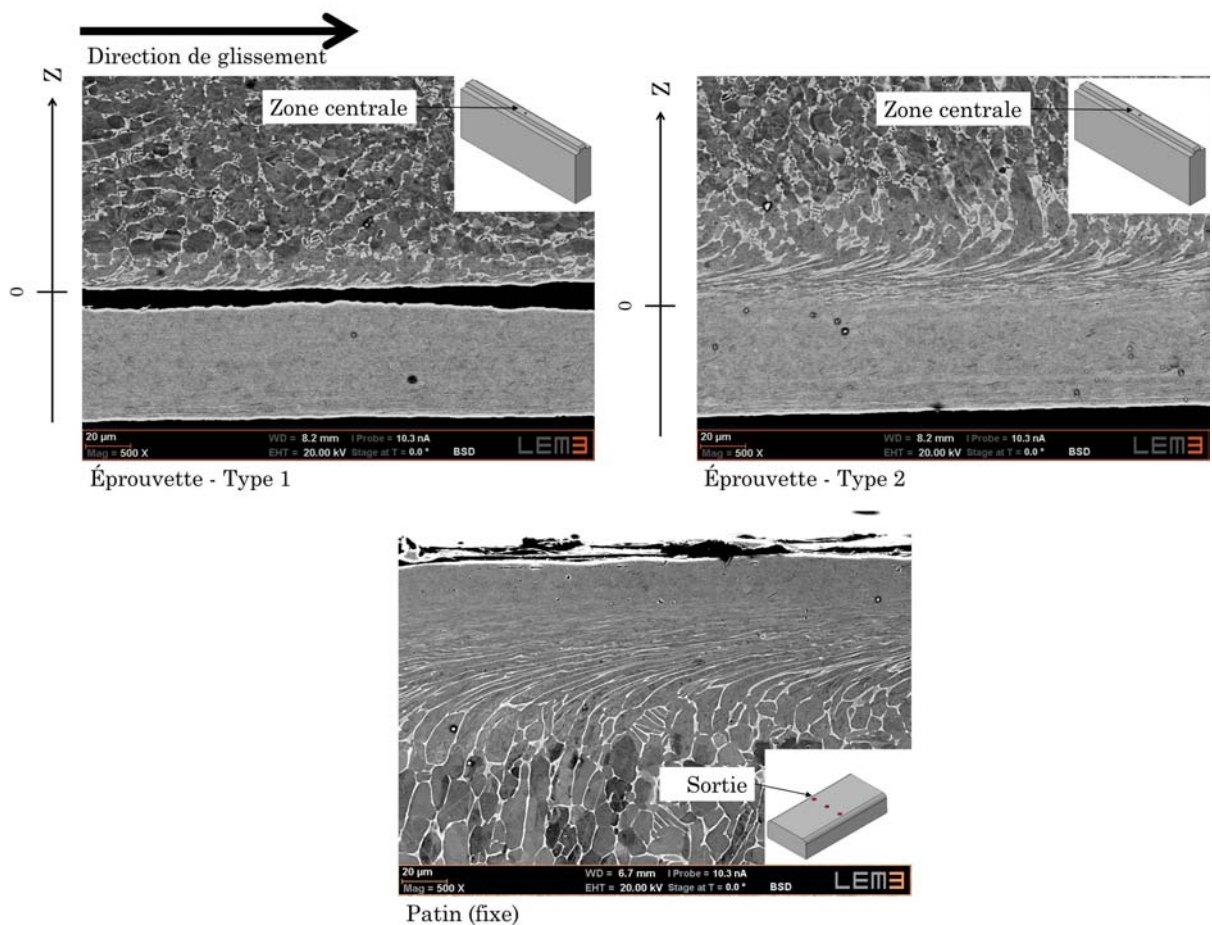 Direction de glissement
Z
Zone centrale
0
20 µm
Mag = 500 X
WD = 8.2 mm
EHT = 20.00 kV
I Probe = 10.3 nA
Stage at T = 0.0 °
BSD
LEM3
Éprouvette - Type 1
Z
Zone centrale
0
20 µm
Mag = 500 X
WD = 8.2 mm
EHT = 20.00 kV
I Probe = 10.3 nA
Stage at T = 0.0 °
BSD
LEM3
Éprouvette - Type 2
Sortie
20 µm
Mag = 500 X
WD = 6.7 mm
EHT = 20.00 kV
I Probe = 10.3 nA
Stage at T = 0.0 °
BSD
LEM3
Patin (fixe)